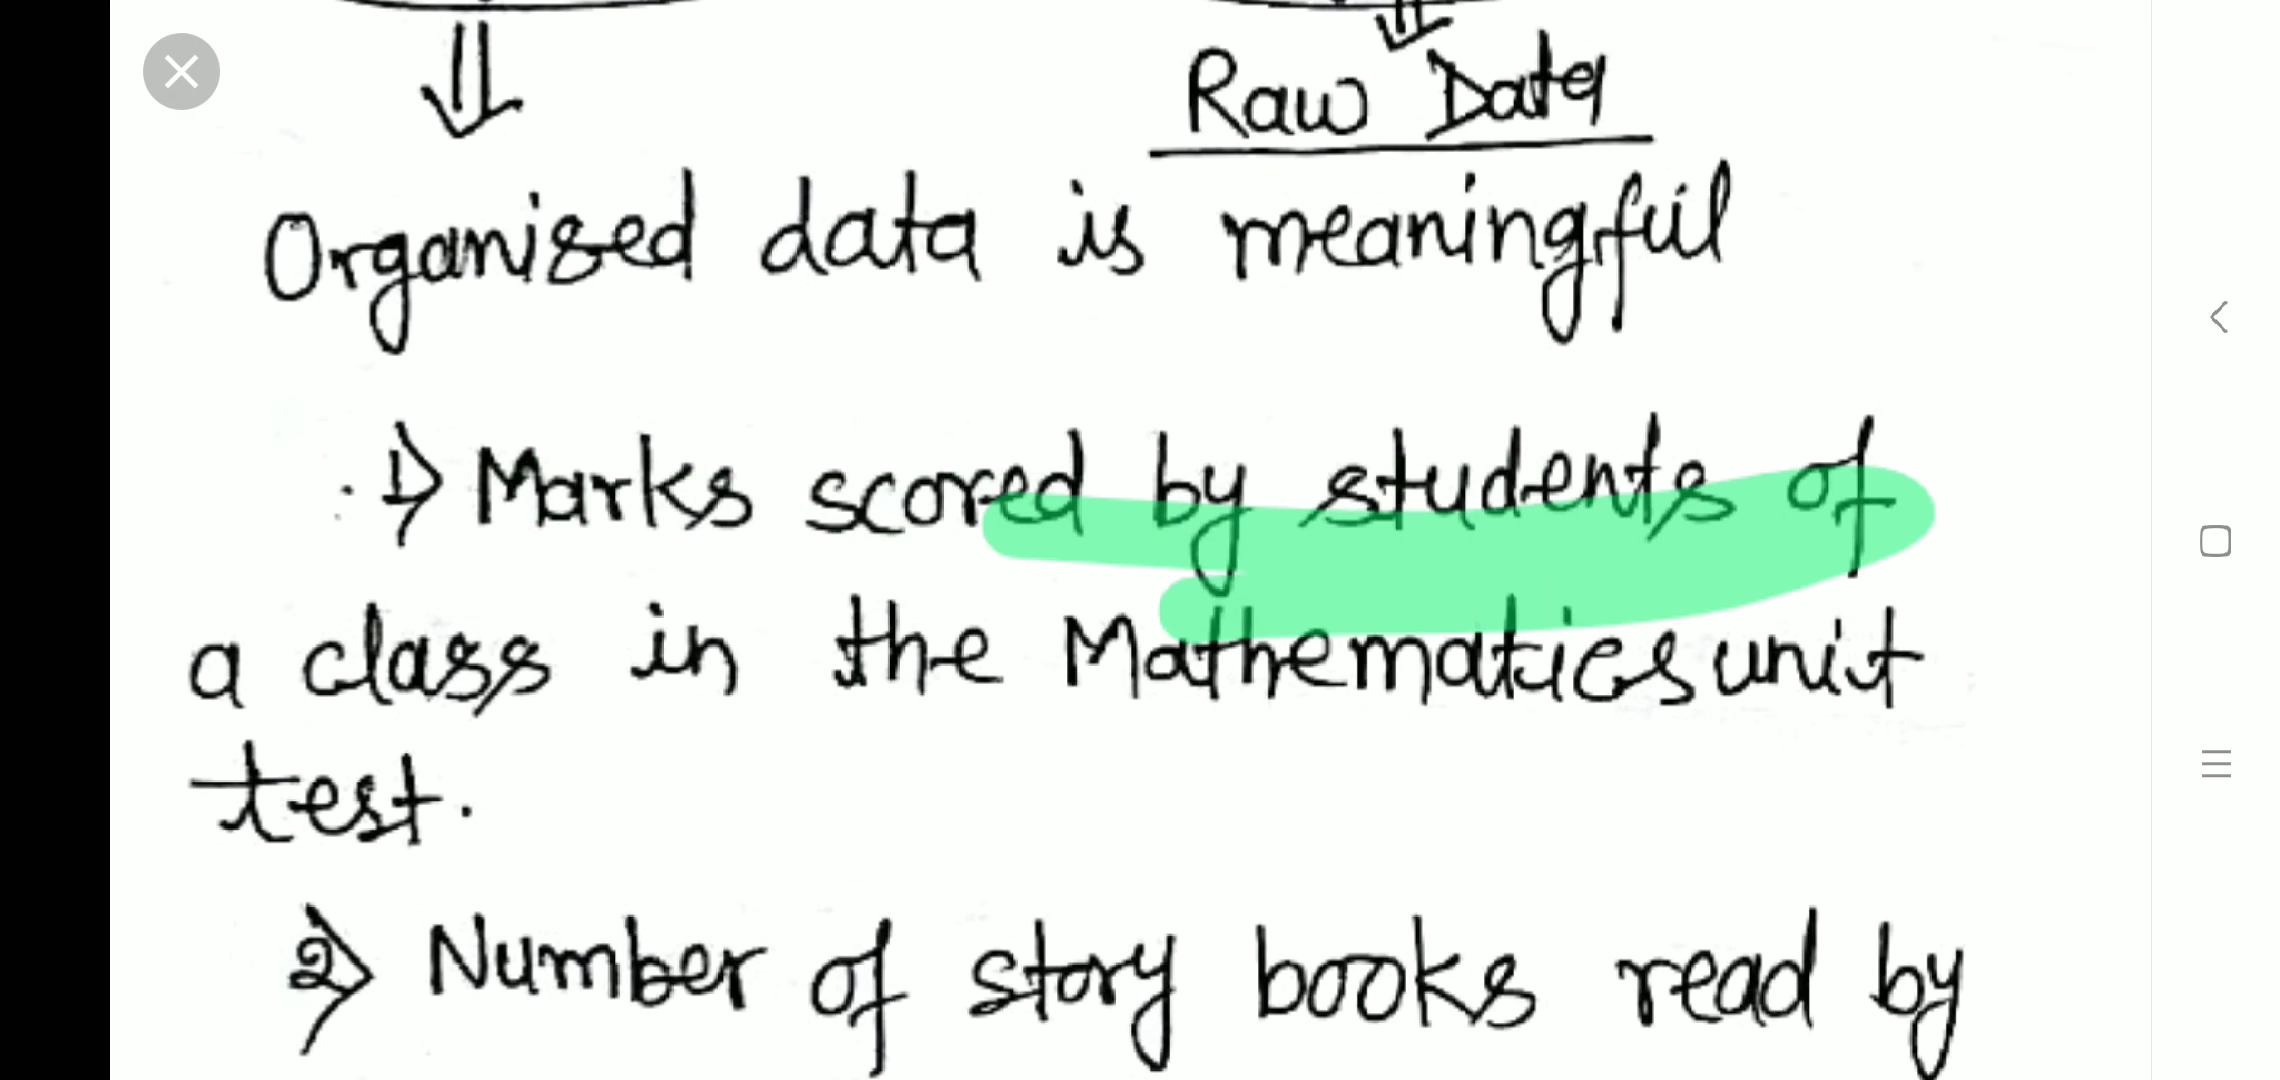 Raw Data
Organised data is meaningful
1) Marks scored by students of
a class in the Mathematics unit
test.
2) Number of story books read by